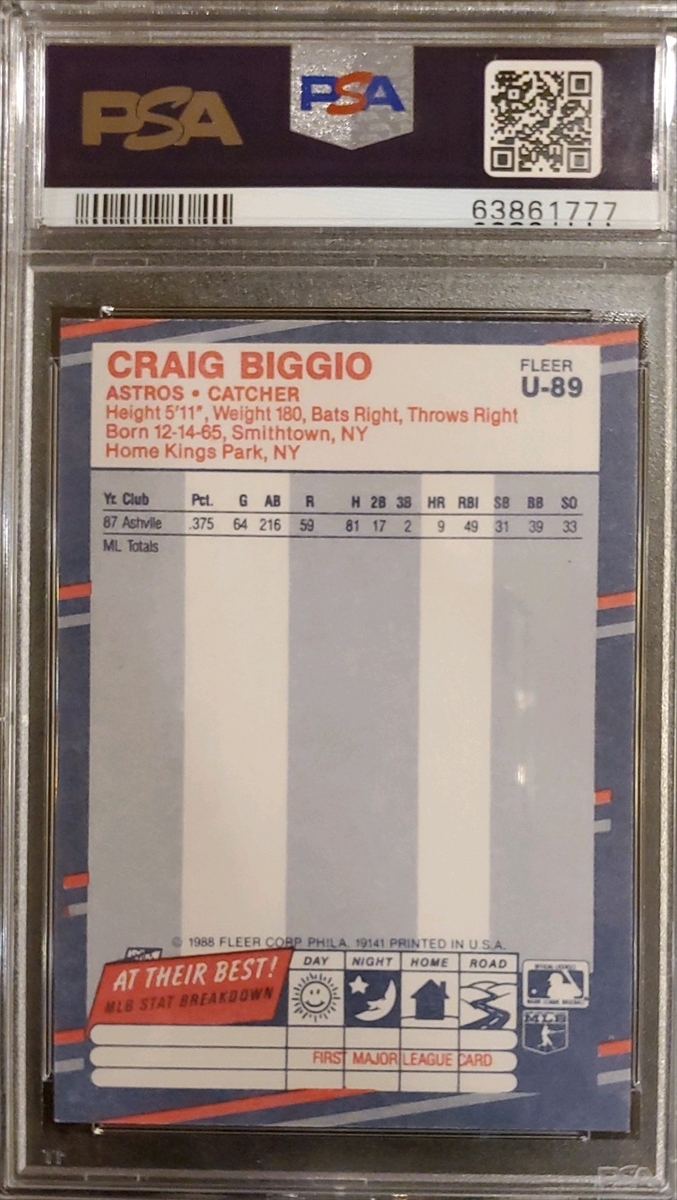 PSA PSA
63861777
CRAIG BIGGIO
FLEER
U-89
ASTROS • CATCHER
Height 5'11", Weight 180, Bats Right, Throws Right
Born 12-14-65, Smithtown, NY
Home Kings Park, NY
Yr. Club Pct. G AB R H 2B 3B HR RBI SB BB SO
87 Ashvile .375 64 216 59 81 17 2 9 49 31 39 33
ML Totals
© 1988 FLEER CORP. PHILA. 19141 PRINTED IN U.S.A.
AT THEIR BEST!
MLB STAT BREAKDOWN
DAY NIGHT HOME ROAD
MLB
FIRST MAJOR LEAGUE CARD
PSA